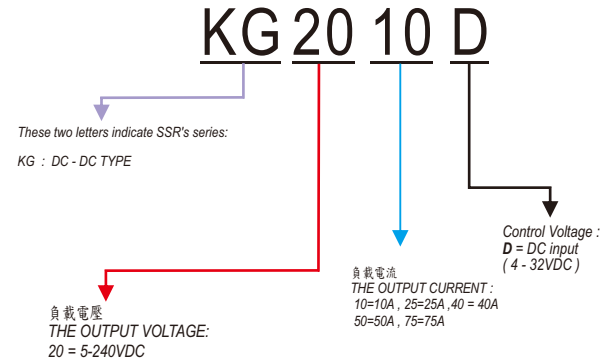 KG 20 10 D
These two letters indicate SSR's series:
KG : DC - DC TYPE
負載電壓
THE OUTPUT VOLTAGE:
20 = 5-240VDC
負載電流
THE OUTPUT CURRENT :
10=10A , 25=25A ,40 = 40A
50=50A , 75=75A
Control Voltage :
D = DC input
( 4 - 32VDC )